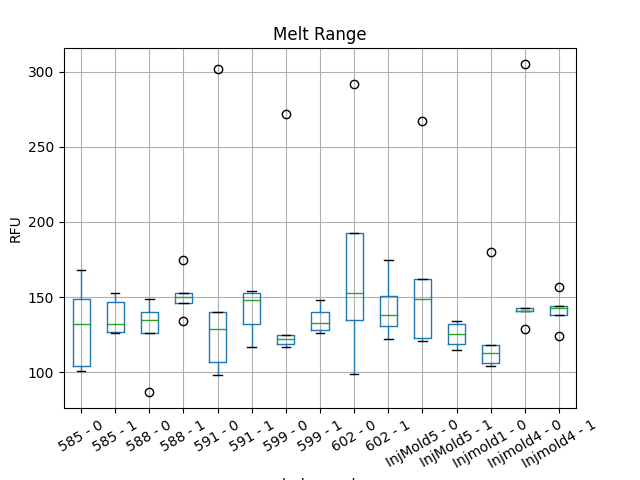 Melt Range
RFU
300
250
200
150
100
585 - 0
585 - 1
588 - 0
588 - 1
591 - 0
591 - 1
599 - 0
599 - 1
602 - 0
602 - 1
InjMold5 - 0
InjMold5 - 1
Injmold1 - 0
Injmold4 - 0
Injmold4 - 1